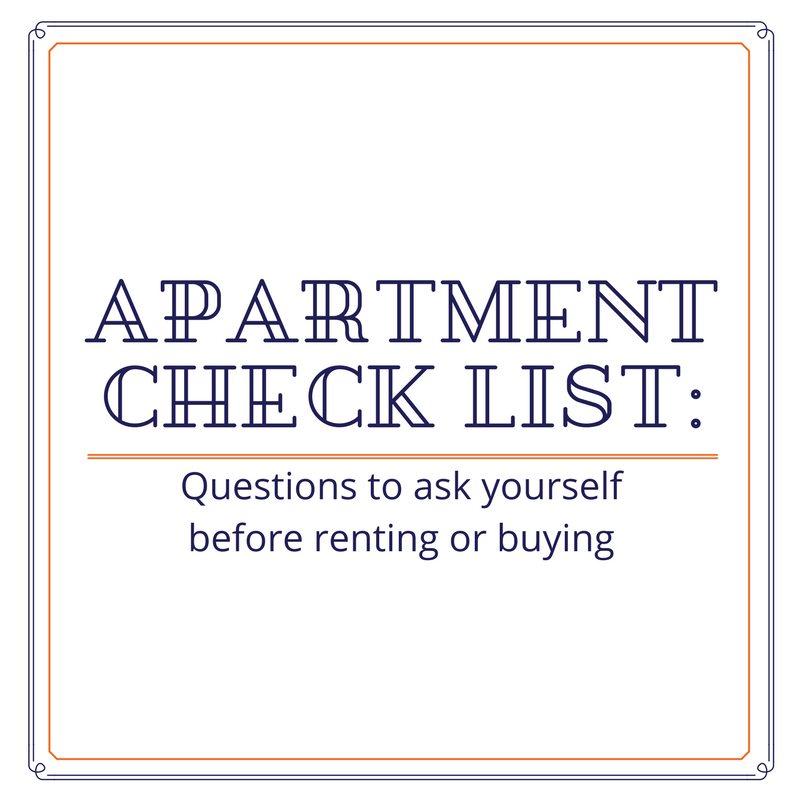 APARTMENT
CHECK LIST:
Questions to ask yourself
before renting or buying